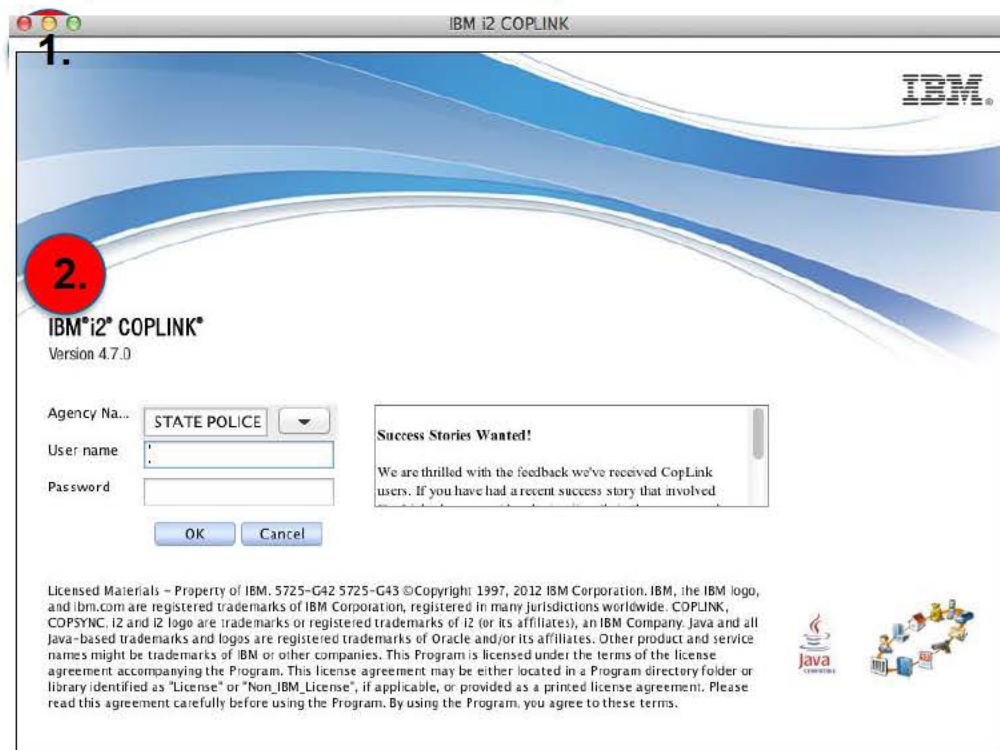 IBM i2 COPLINK
1.
IBM®
2.
IBM® i2® COPLINK®
Version 4.7.0
Agency Na...
STATE POLICE
User name
Password
OK
Cancel
Success Stories Wanted!
We are thrilled with the feedback we've received CopLink
users. If you have had a recent success story that involved
Licensed Materials – Property of IBM. 5725-G42 5725-G43 ©Copyright 1997, 2012 IBM Corporation. IBM, the IBM logo,
and ibm.com are registered trademarks of IBM Corporation, registered in many jurisdictions worldwide. COPLINK,
COPSYNC, i2 and i2 logo are trademarks or registered trademarks of i2 (or its affiliates), an IBM Company. Java and all
Java-based trademarks and logos are registered trademarks of Oracle and/or its affiliates. Other product and service
names might be trademarks of IBM or other companies. This Program is licensed under the terms of the license
agreement accompanying the Program. This license agreement may be either located in a Program directory folder or
library identified as "License" or "Non_IBM_License", if applicable, or provided as a printed license agreement. Please
read this agreement carefully before using the Program. By using the Program, you agree to these terms.
Java
COMPATIBLE